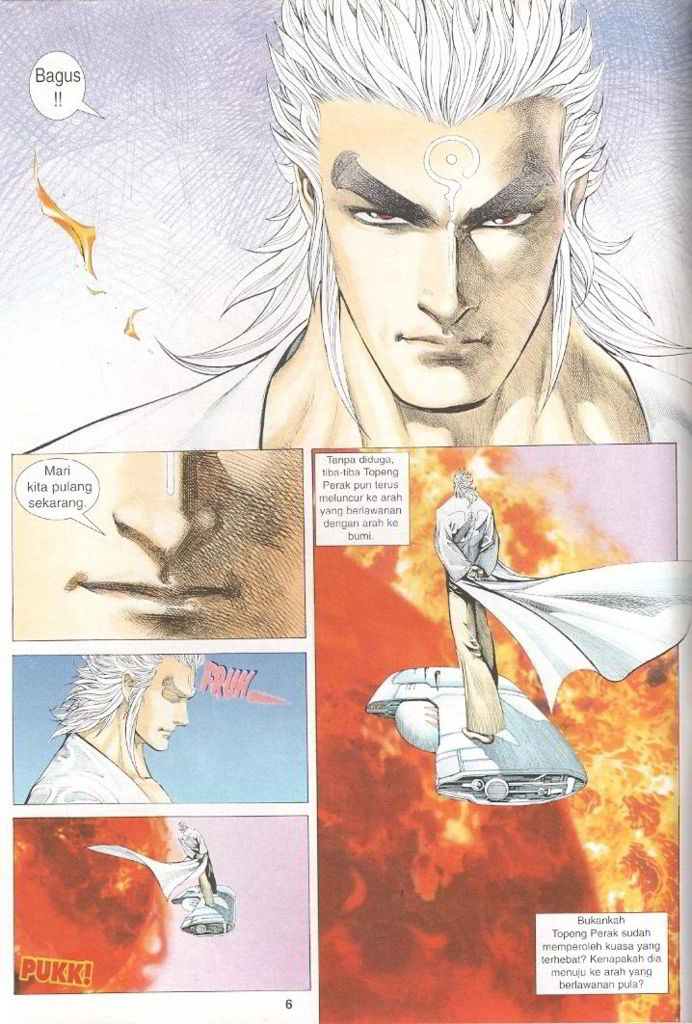 Bagus
!!
Mari
kita pulang
sekarang.
Tanpa diduga,
tiba-tiba Topeng
Perak pun terus
meluncur ke arah
yang berlawanan
dengan arah ke
bumi.
FRUH
PUKK!
Bukankah
Topeng Perak sudah
memperoleh kuasa yang
terhebat? Kenapakah dia
menuju ke arah yang
berlawanan pula?
6